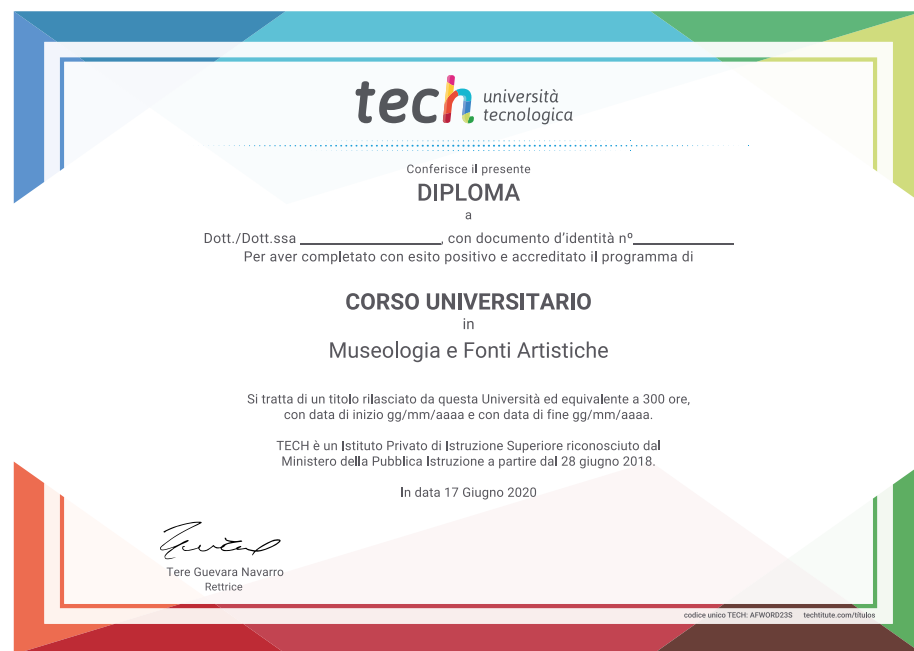 tech università
tecnologica
Conferisce il presente
DIPLOMA
a
Dott./Dott.ssa ____________________, con documento d'identità nº______________
Per aver completato con esito positivo e accreditato il programma di
CORSO UNIVERSITARIO
in
Museologia e Fonti Artistiche
Si tratta di un titolo rilasciato da questa Università ed equivalente a 300 ore,
con data di inizio gg/mm/aaaa e con data di fine gg/mm/aaaa.
TECH è un Istituto Privato di Istruzione Superiore riconosciuto dal
Ministero della Pubblica Istruzione a partire dal 28 giugno 2018.
In data 17 Giugno 2020
Tere Guevara Navarro
Rettrice
codice unico TECH: AFWORD23S techtitute.com/titulos